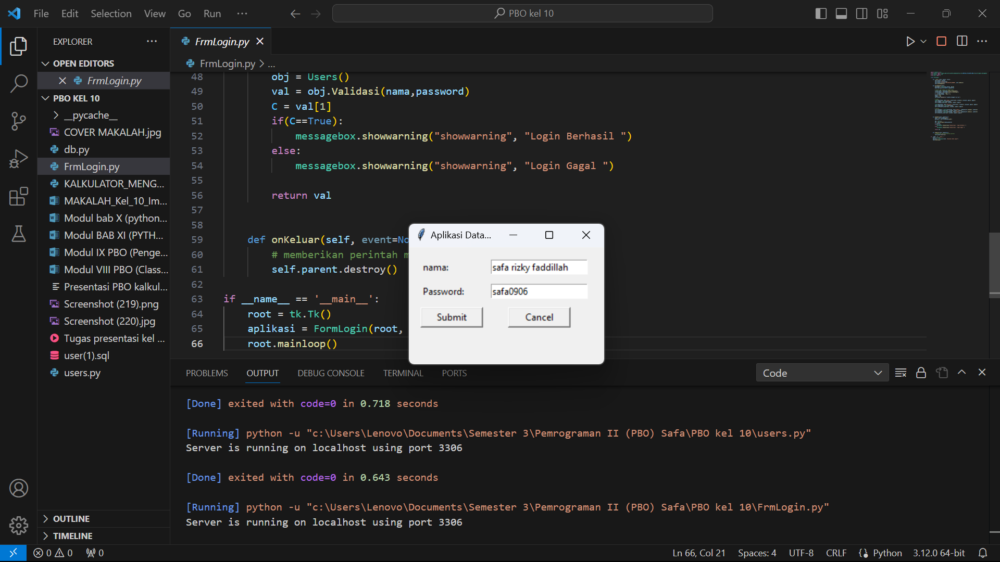 File Edit Selection View Go Run ···
PBO kel 10
EXPLORER
OPEN EDITORS
FrmLogin.py
PBO KEL 10
__pycache__
COVER MAKALAH.jpg
db.py
FrmLogin.py
KALKULATOR_MENG...
MAKALAH_Kel_10_Im...
Modul bab X (python...
Modul BAB XI (PYTH...
Modul IX PBO (Penge...
Modul VIII PBO (Class...
Presentasi PBO kalkul...
Screenshot (219).png
Screenshot (220).jpg
Tugas presentasi kel ...
user(1).sql
users.py
OUTLINE
TIMELINE
FrmLogin.py
FrmLogin.py > ...
48 obj = Users()
49 val = obj.Validasi(nama,password)
50 C = val[1]
51 if(C==True):
52 messagebox.showwarning("showwarning", "Login Berhasil ")
53 else:
54 messagebox.showwarning("showwarning", "Login Gagal ")
55
56 return val
57
58
59 def onKeluar(self, event=No
60 # memberikan perintah m
61 self.parent.destroy()
62
63 if __name__ == '__main__':
64 root = tk.Tk()
65 aplikasi = FormLogin(root,
66 root.mainloop()
Aplikasi Data...
nama: safa rizky faddillah
Password: safa0906
Submit Cancel
PROBLEMS OUTPUT DEBUG CONSOLE TERMINAL PORTS
Code
[Done] exited with code=0 in 0.718 seconds
[Running] python -u "c:\Users\Lenovo\Documents\Semester 3\Pemrograman II (PBO) Safa\PBO kel 10\users.py"
Server is running on localhost using port 3306
[Done] exited with code=0 in 0.643 seconds
[Running] python -u "c:\Users\Lenovo\Documents\Semester 3\Pemrograman II (PBO) Safa\PBO kel 10\FrmLogin.py"
Server is running on localhost using port 3306
0 0 0
Ln 66, Col 21 Spaces: 4 UTF-8 CRLF Python 3.12.0 64-bit